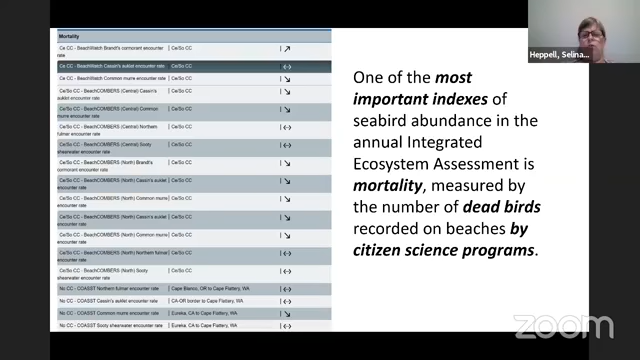 Mortality
Ce CC - BeachWatch Brandt's cormorant encounter rate | Ce/So CC | ↗
Ce CC - BeachWatch Cassin's auklet encounter rate | Ce/So CC | ↔
Ce CC - BeachWatch Common murre encounter rate | Ce/So CC | ↘
Ce/So CC - BeachCOMBERS (Central) Cassin's auklet encounter rate | Ce/So CC | ↘
Ce/So CC - BeachCOMBERS (Central) Common murre encounter rate | Ce/So CC | ↘
Ce/So CC - BeachCOMBERS (Central) Northern fulmar encounter rate | Ce/So CC | ↔
Ce/So CC - BeachCOMBERS (Central) Sooty shearwater encounter rate | Ce/So CC | ↔
Ce/So CC - BeachCOMBERS (North) Brandt's cormorant encounter rate | Ce/So CC | ↘
Ce/So CC - BeachCOMBERS (North) Cassin's auklet encounter rate | Ce/So CC | ↘
Ce/So CC - BeachCOMBERS (North) Common murre encounter rate | Ce/So CC | ↘
Ce/So CC - BeachCOMBERS (North) Cassin's auklet encounter rate | Ce/So CC | ↘
Ce/So CC - BeachCOMBERS (North) Common murre encounter rate | Ce/So CC | ↘
Ce/So CC - BeachCOMBERS (North) Northern fulmar encounter rate | Ce/So CC | ↔
Ce/So CC - BeachCOMBERS (North) Sooty shearwater encounter rate | Ce/So CC | ↔
No CC - COASST Northern fulmar encounter rate | Cape Blanco, OR to Cape Flattery, WA | ↔
No CC - COASST Cassin's auklet encounter rate | CA-OR border to Cape Flattery, WA | ↔
No CC - COASST Common murre encounter rate | Eureka, CA to Cape Flattery, WA | ↘
No CC - COASST Sooty shearwater encounter rate | Eureka, CA to Cape Flattery, WA | ↔
One of the most
important indexes of
seabird abundance in the
annual Integrated
Ecosystem Assessment is
mortality, measured by
the number of dead birds
recorded on beaches by
citizen science programs.
Heppell, Selina...
zoom